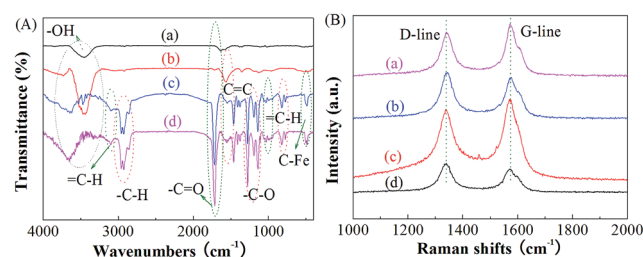 (A)
-OH
(a)
(b)
(c)
(d)
C=C
=C-H
C-Fe
=C-H
-C-H
-C=O
-C-O
Transmittance (%)
4000 3000 2000 1000
Wavenumbers (cm⁻¹)
(B)
D-line G-line
(a)
(b)
(c)
(d)
Intensity (a.u.)
1000 1200 1400 1600 1800 2000
Raman shifts (cm⁻¹)